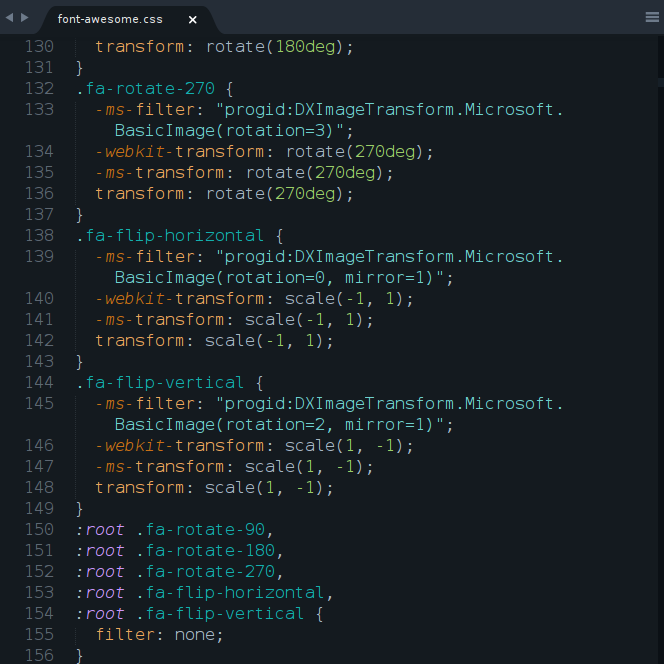 font-awesome.css ×
130 transform: rotate(180deg);
131 }
132 .fa-rotate-270 {
133 -ms-filter: "progid:DXImageTransform.Microsoft.
BasicImage(rotation=3)";
134 -webkit-transform: rotate(270deg);
135 -ms-transform: rotate(270deg);
136 transform: rotate(270deg);
137 }
138 .fa-flip-horizontal {
139 -ms-filter: "progid:DXImageTransform.Microsoft.
BasicImage(rotation=0, mirror=1)";
140 -webkit-transform: scale(-1, 1);
141 -ms-transform: scale(-1, 1);
142 transform: scale(-1, 1);
143 }
144 .fa-flip-vertical {
145 -ms-filter: "progid:DXImageTransform.Microsoft.
BasicImage(rotation=2, mirror=1)";
146 -webkit-transform: scale(1, -1);
147 -ms-transform: scale(1, -1);
148 transform: scale(1, -1);
149 }
150 :root .fa-rotate-90,
151 :root .fa-rotate-180,
152 :root .fa-rotate-270,
153 :root .fa-flip-horizontal,
154 :root .fa-flip-vertical {
155 filter: none;
156 }